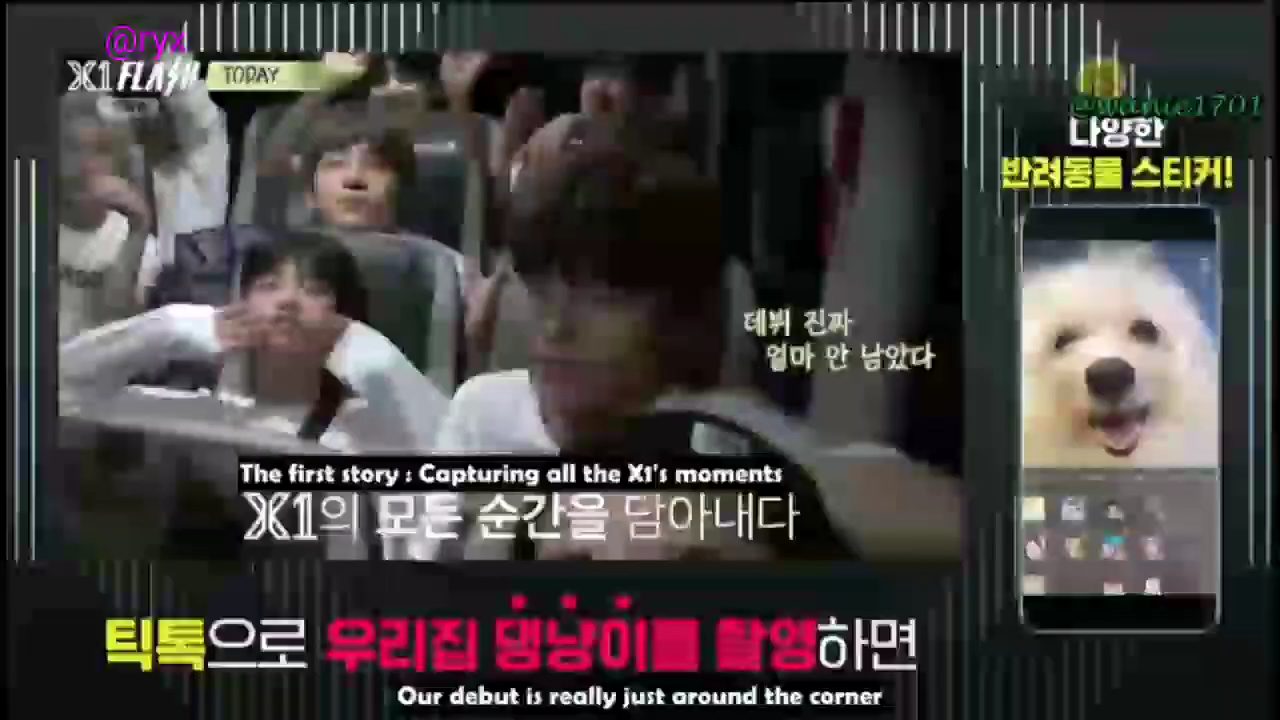 @ryx
X1 FLASH TODAY
@wanie1701
다양한
반려동물 스티커!
데뷔 진짜
얼마 안 남았다
The first story : Capturing all the X1's moments
X1의 모든 순간을 담아내다
틱톡으로 우리집 댕냥이를 촬영하면
Our debut is really just around the corner